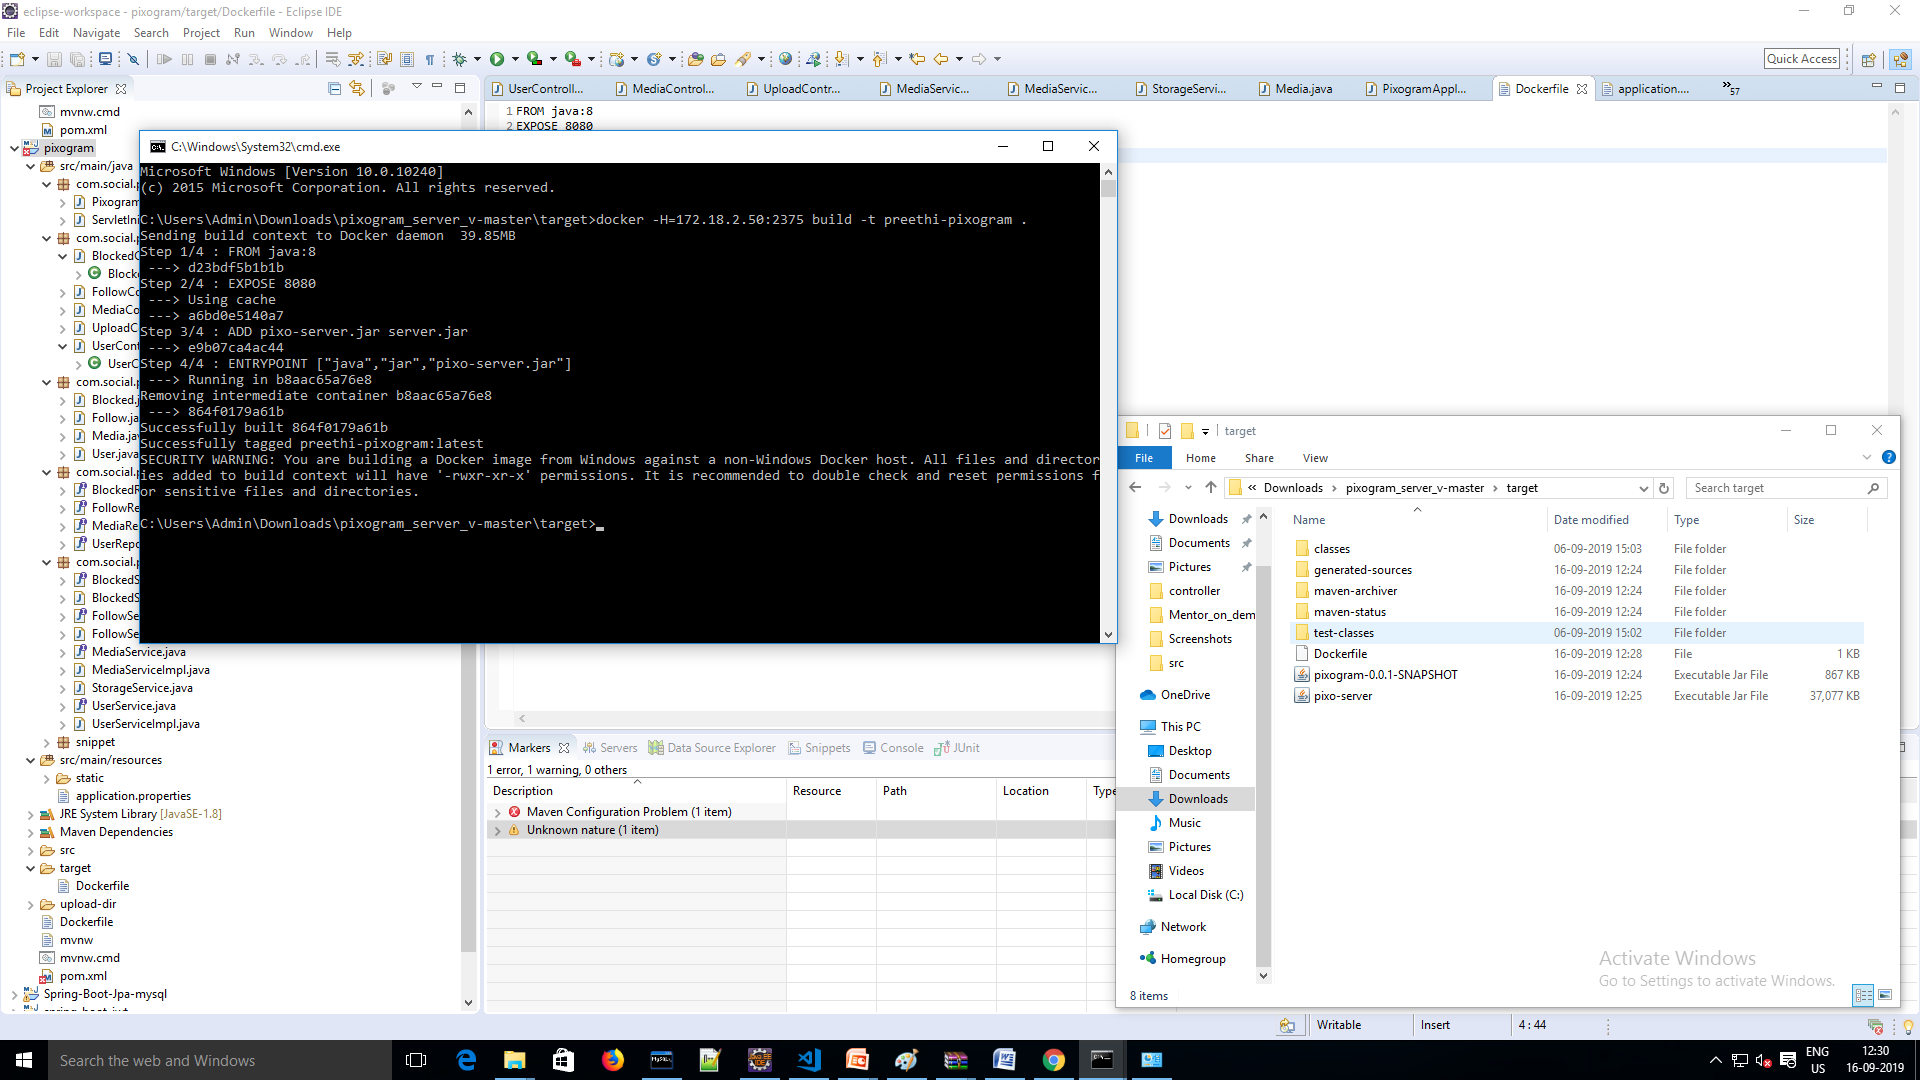 eclipse-workspace - pixogram/target/Dockerfile - Eclipse IDE
File Edit Navigate Search Project Run Window Help
Quick Access
Project Explorer
UserControll...
MediaControl...
UploadContr...
MediaServic...
MediaServic...
StorageServi...
Media.java
PixogramAppl...
Dockerfile
application....
57
1 FROM java:8
2 EXPOSE 8080
mvnw.cmd
pom.xml
pixogram
src/main/java
com.social.p
Pixogram
ServletIni
com.social.p
BlockedC
Blocke
FollowCo
MediaCo
UploadC
UserCont
UserC
com.social.p
Blocked.j
Follow.ja
Media.jav
User.java
com.social.p
BlockedR
FollowRe
MediaRe
UserRepo
com.social.p
BlockedS
BlockedS
FollowSe
FollowSe
MediaService.java
MediaServiceImpl.java
StorageService.java
UserService.java
UserServiceImpl.java
snippet
src/main/resources
static
application.properties
JRE System Library [JavaSE-1.8]
Maven Dependencies
src
target
Dockerfile
upload-dir
Dockerfile
mvnw
mvnw.cmd
pom.xml
Spring-Boot-Jpa-mysql
C:\Windows\System32\cmd.exe
Microsoft Windows [Version 10.0.10240]
(c) 2015 Microsoft Corporation. All rights reserved.
C:\Users\Admin\Downloads\pixogram_server_v-master\target>docker -H=172.18.2.50:2375 build -t preethi-pixogram .
Sending build context to Docker daemon  39.85MB
Step 1/4 : FROM java:8
 ---> d23bdf5b1b1b
Step 2/4 : EXPOSE 8080
 ---> Using cache
 ---> a6bd0e5140a7
Step 3/4 : ADD pixo-server.jar server.jar
 ---> e9b07ca4ac44
Step 4/4 : ENTRYPOINT ["java","jar","pixo-server.jar"]
 ---> Running in b8aac65a76e8
Removing intermediate container b8aac65a76e8
 ---> 864f0179a61b
Successfully built 864f0179a61b
Successfully tagged preethi-pixogram:latest
SECURITY WARNING: You are building a Docker image from Windows against a non-Windows Docker host. All files and director
ies added to build context will have '-rwxr-xr-x' permissions. It is recommended to double check and reset permissions f
or sensitive files and directories.
C:\Users\Admin\Downloads\pixogram_server_v-master\target>_
target
File Home Share View
« Downloads > pixogram_server_v-master > target
Search target
Downloads
Documents
Pictures
controller
Mentor_on_dem
Screenshots
src
OneDrive
This PC
Desktop
Documents
Downloads
Music
Pictures
Videos
Local Disk (C:)
Network
Homegroup
Name Date modified Type Size
classes 06-09-2019 15:03 File folder
generated-sources 16-09-2019 12:24 File folder
maven-archiver 16-09-2019 12:24 File folder
maven-status 16-09-2019 12:24 File folder
test-classes 06-09-2019 15:02 File folder
Dockerfile 16-09-2019 12:28 File 1 KB
pixogram-0.0.1-SNAPSHOT 16-09-2019 12:24 Executable Jar File 867 KB
pixo-server 16-09-2019 12:25 Executable Jar File 37,077 KB
8 items
Activate Windows
Go to Settings to activate Windows.
Markers Servers Data Source Explorer Snippets Console JUnit
1 error, 1 warning, 0 others
Description Resource Path Location Type
Maven Configuration Problem (1 item)
Unknown nature (1 item)
Writable Insert 4 : 44
Search the web and Windows
ENG
US
12:30
16-09-2019